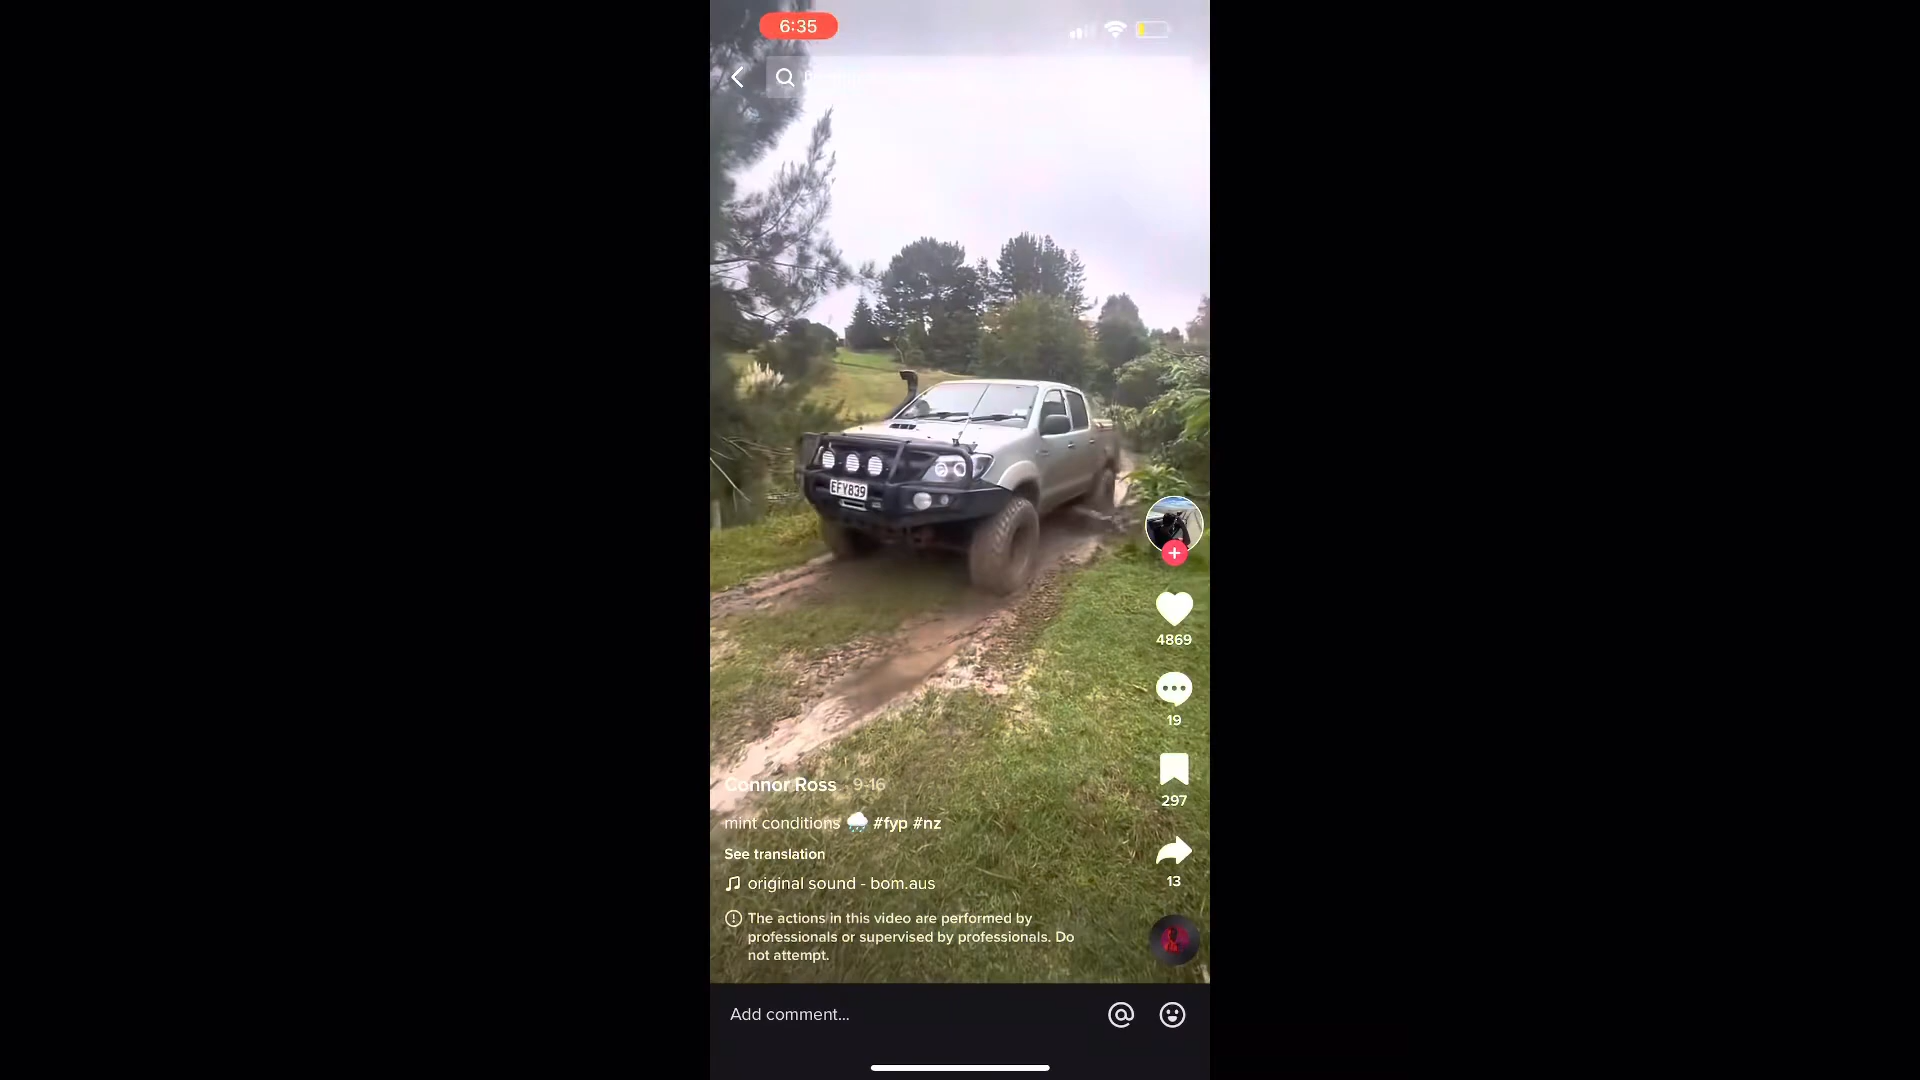 6:35
EFY839
4869
19
297
13
Connor Ross 9-16
mint conditions 🌧️ #fyp #nz
See translation
original sound - bom.aus
The actions in this video are performed by
professionals or supervised by professionals. Do
not attempt.
Add comment...